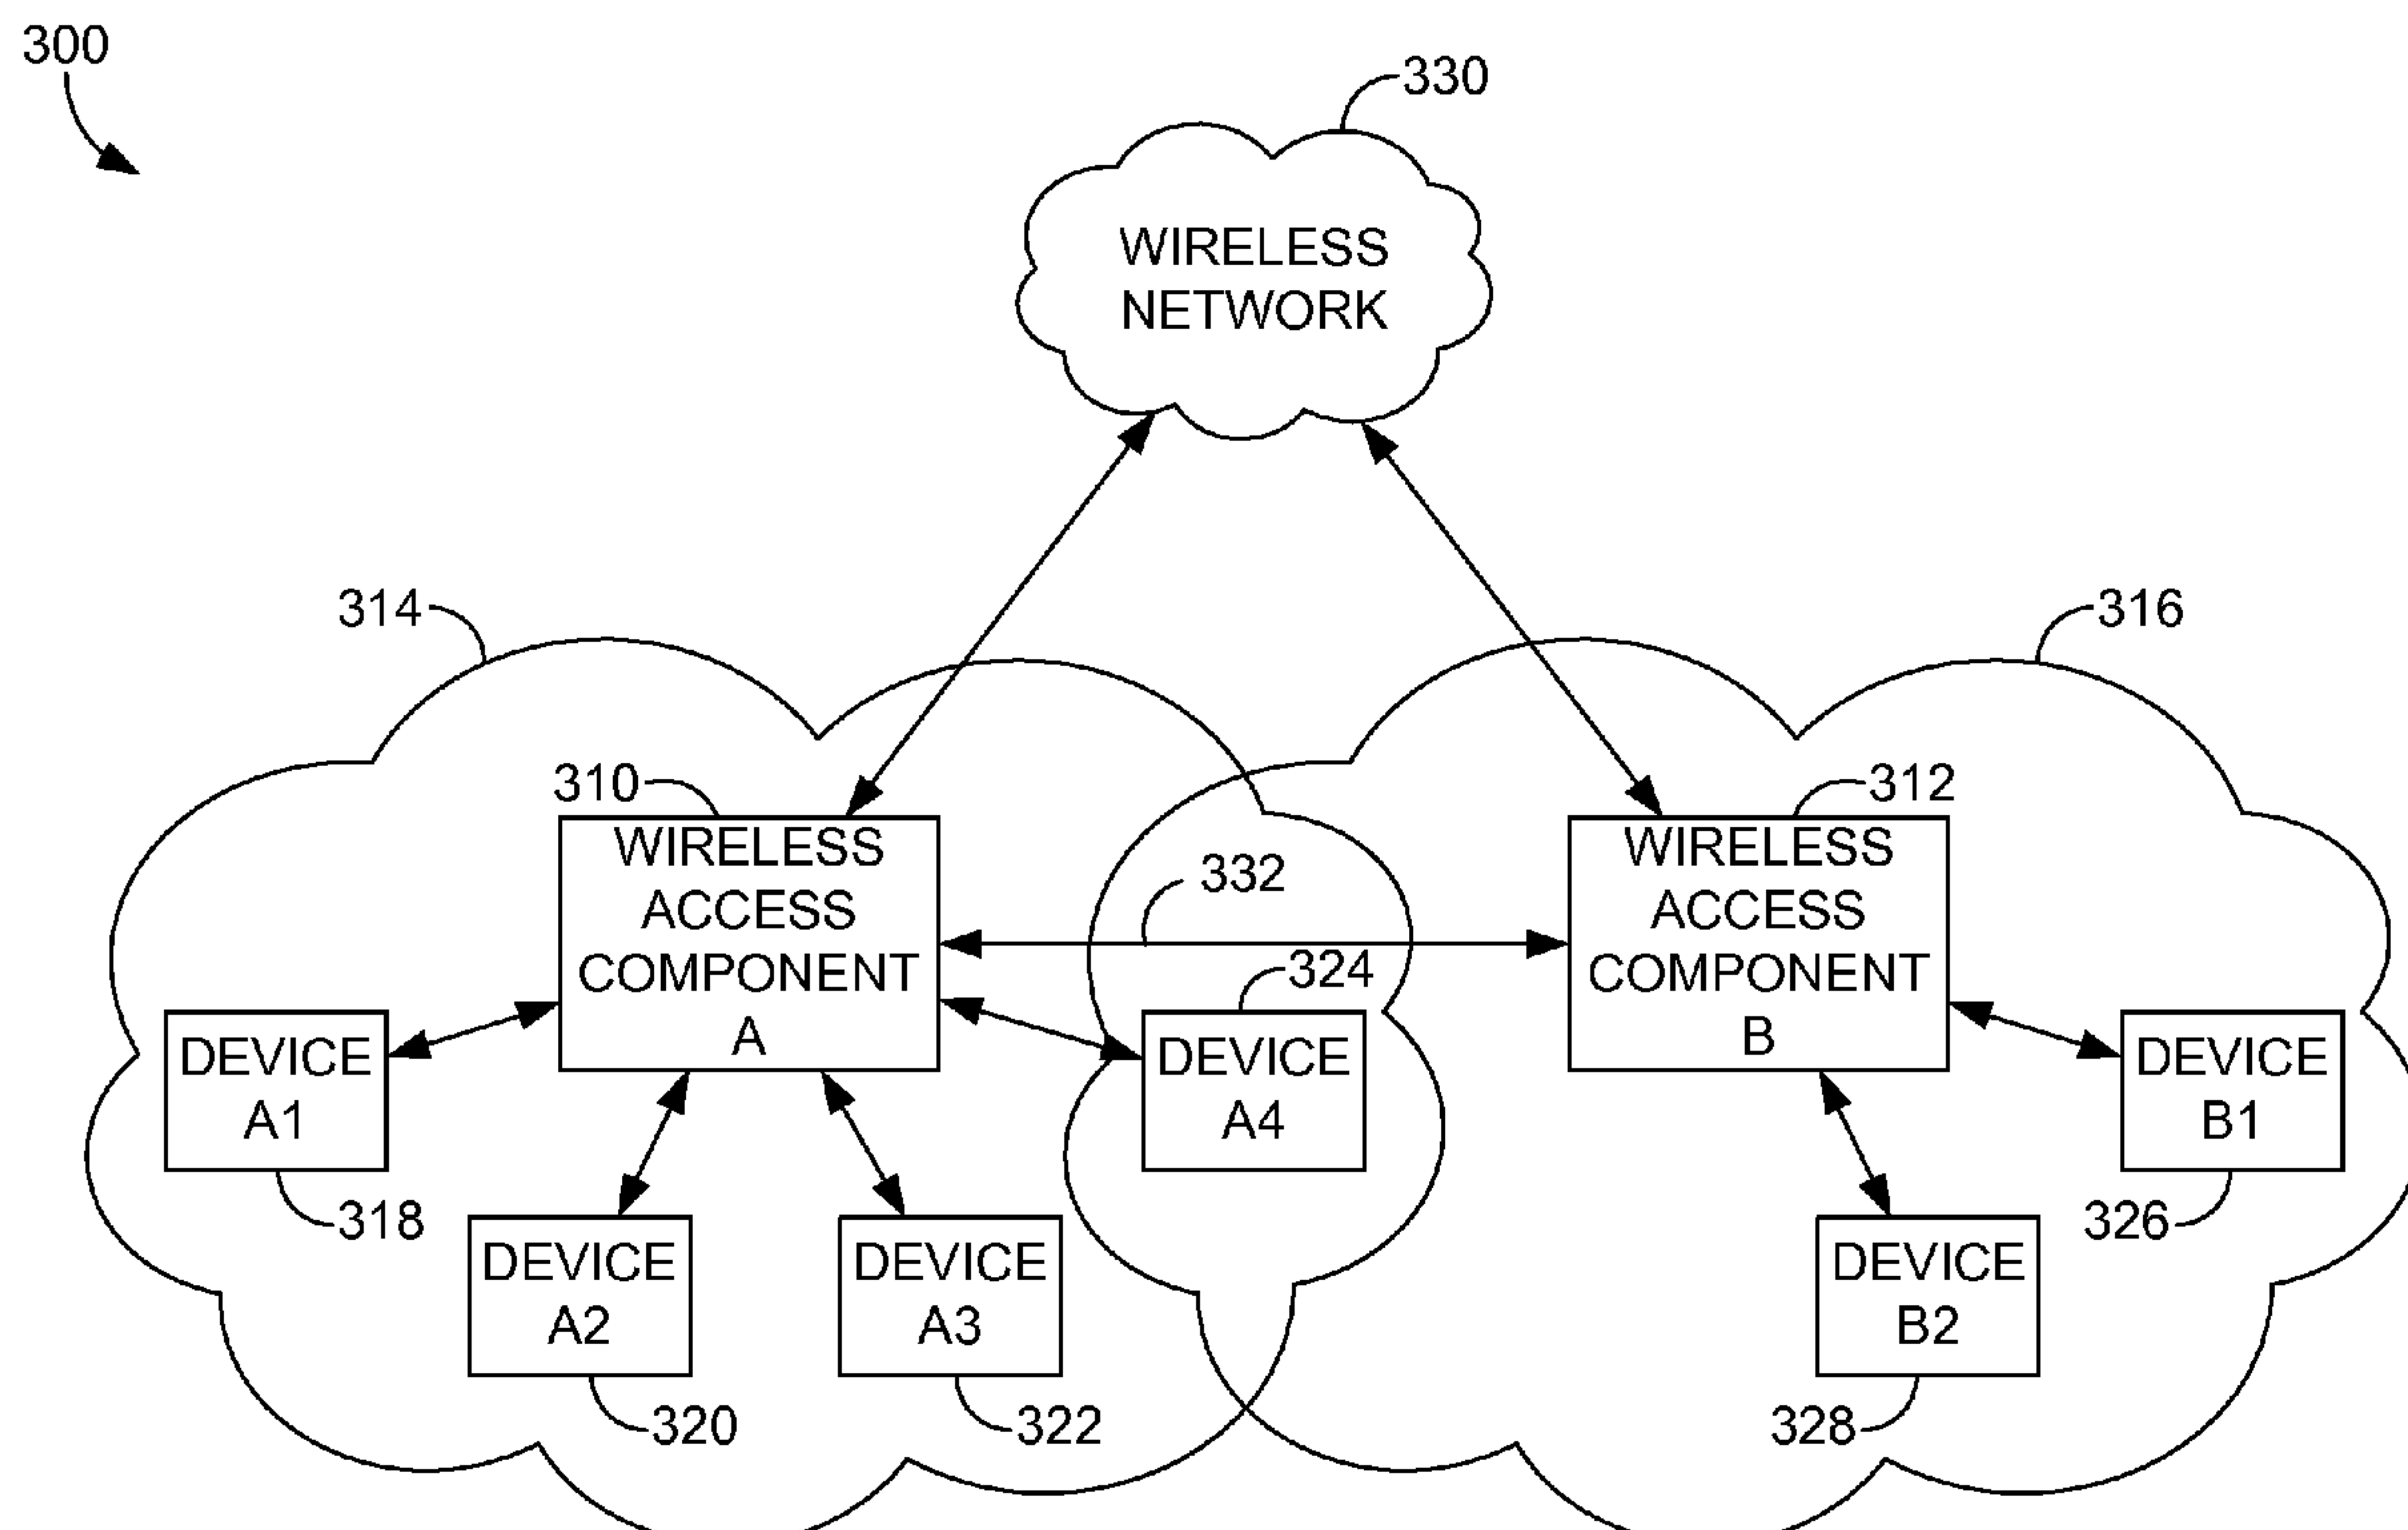 300
330
WIRELESS
NETWORK
314
316
310
312
WIRELESS
ACCESS
COMPONENT
A
332
WIRELESS
ACCESS
COMPONENT
B
324
DEVICE
A1
DEVICE
A4
DEVICE
B1
318
326
DEVICE
A2
DEVICE
A3
DEVICE
B2
320
322
328